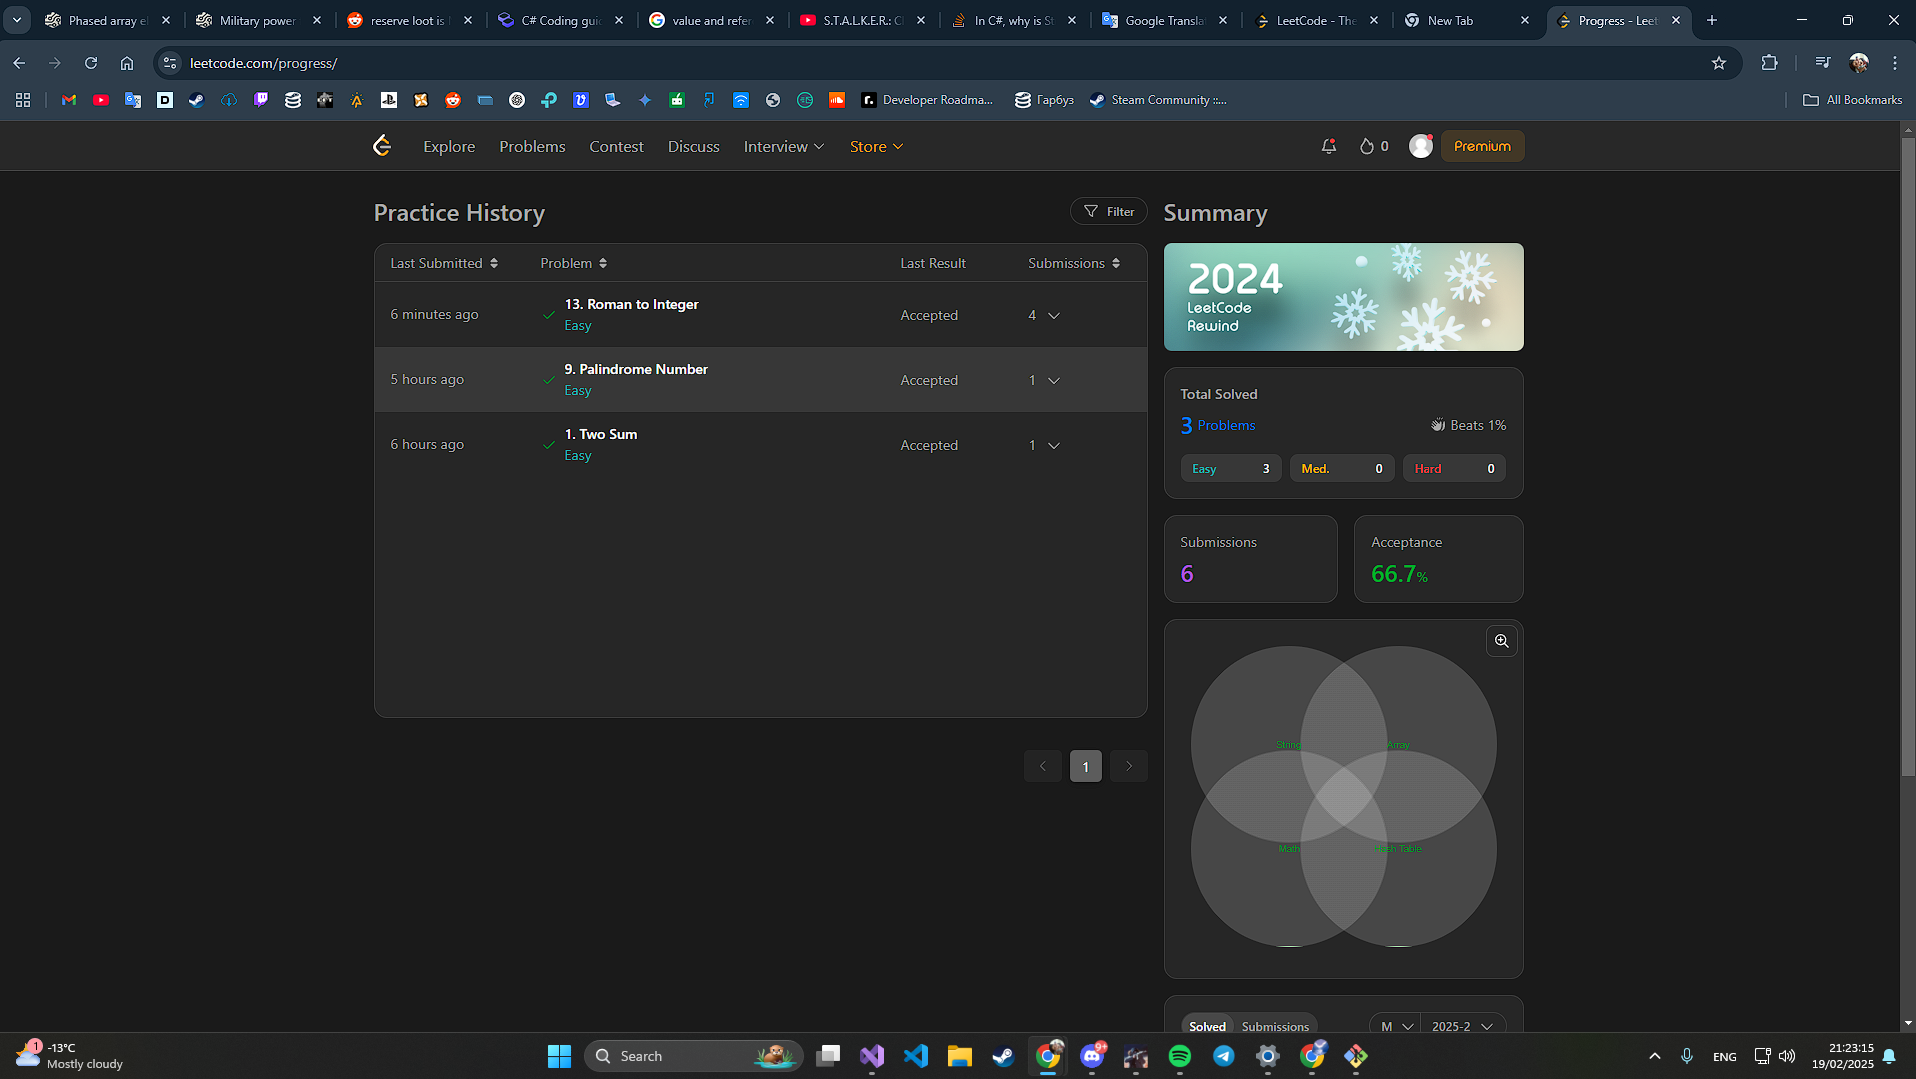 Phased array el
Military power
reserve loot is
C# Coding guid
value and refer
S.T.A.L.K.E.R.: C
In C#, why is St
Google Transla
LeetCode - The
New Tab
Progress - Leet
leetcode.com/progress/
Developer Roadma...
Гарбуз
Steam Community ::...
All Bookmarks
Explore
Problems
Contest
Discuss
Interview
Store
0
Premium
Practice History
Filter
Last Submitted
Problem
Last Result
Submissions
6 minutes ago
13. Roman to Integer
Easy
Accepted
4
5 hours ago
9. Palindrome Number
Easy
Accepted
1
6 hours ago
1. Two Sum
Easy
Accepted
1
1
Summary
2024
LeetCode
Rewind
Total Solved
3 Problems
Beats 1%
Easy 3
Med. 0
Hard 0
Submissions
6
Acceptance
66.7%
String
Array
Math
Hash Table
Solved
Submissions
M
2025-2
1
-13°C
Mostly cloudy
Search
9+
ENG
21:23:15
19/02/2025